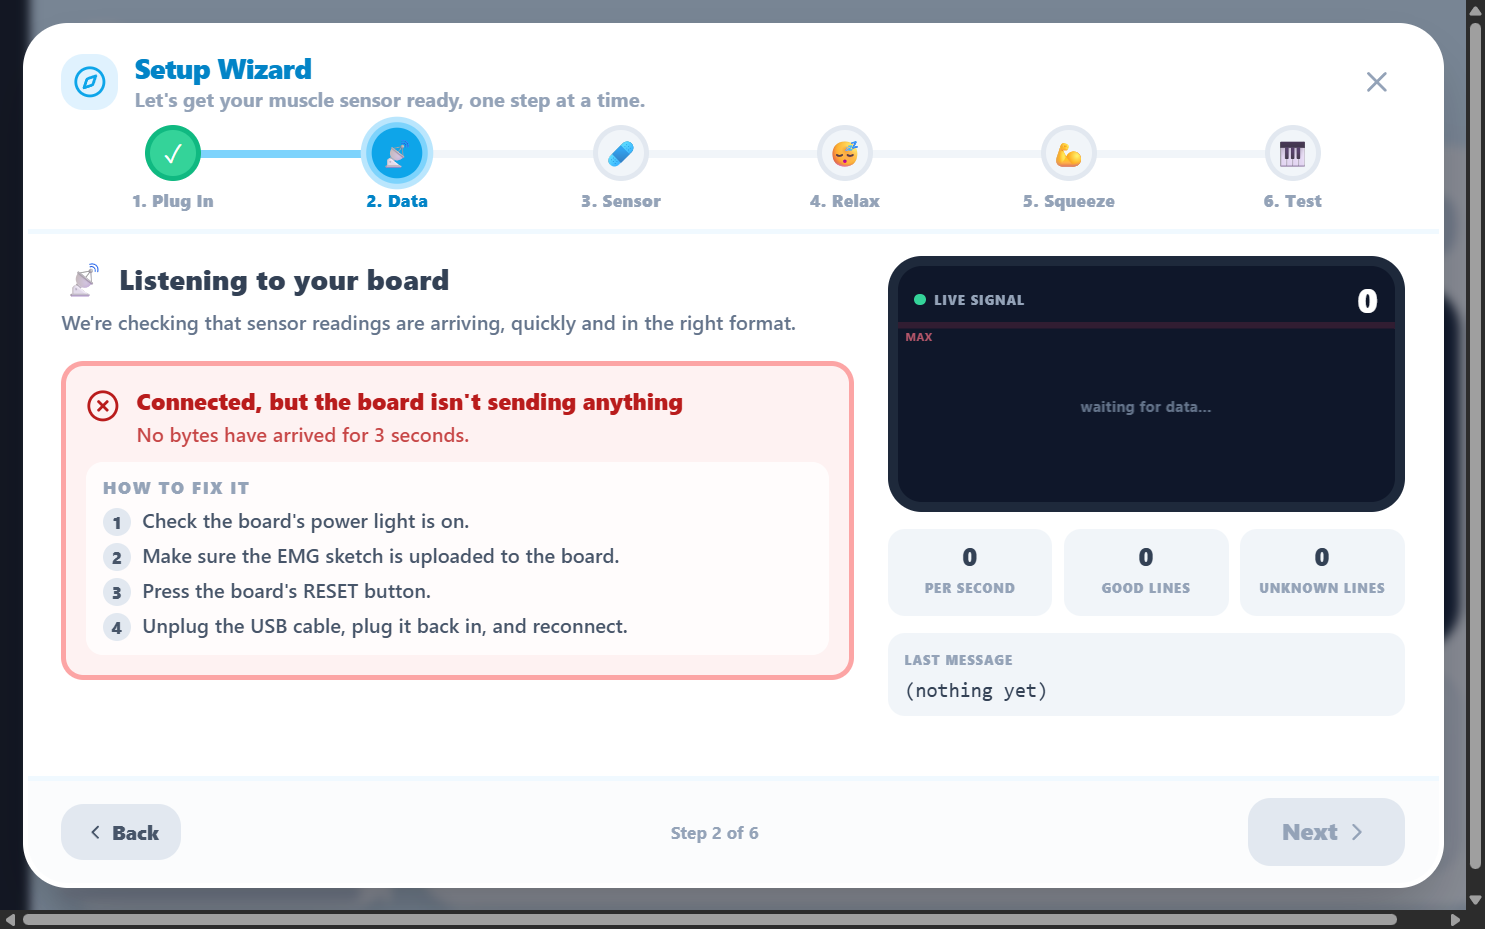 Setup Wizard
Let's get your muscle sensor ready, one step at a time.
1. Plug In
2. Data
3. Sensor
4. Relax
5. Squeeze
6. Test
Listening to your board
We're checking that sensor readings are arriving, quickly and in the right format.
Connected, but the board isn't sending anything
No bytes have arrived for 3 seconds.
HOW TO FIX IT
1 Check the board's power light is on.
2 Make sure the EMG sketch is uploaded to the board.
3 Press the board's RESET button.
4 Unplug the USB cable, plug it back in, and reconnect.
LIVE SIGNAL 0
MAX
waiting for data...
0
PER SECOND
0
GOOD LINES
0
UNKNOWN LINES
LAST MESSAGE
(nothing yet)
Back
Step 2 of 6
Next